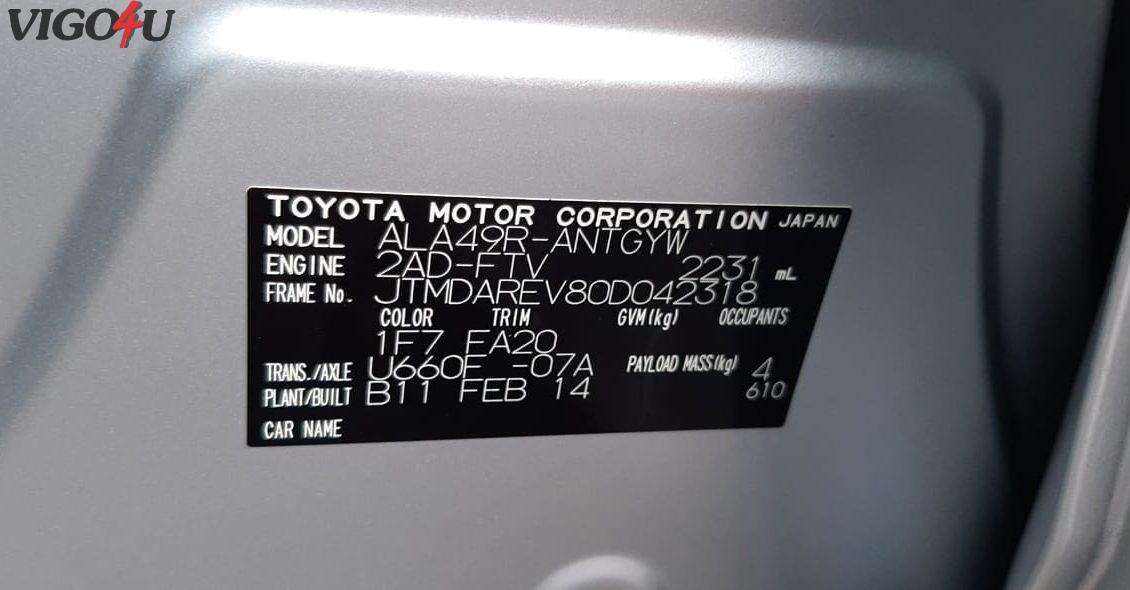 VIGO4U
TOYOTA MOTOR CORPORATION JAPAN
MODEL ALA49R-ANTGYW
ENGINE 2AD-FTV 2231 mL
FRAME No. JTMDAREV80D042318
COLOR TRIM GVM(kg) OCCUPANTS
1F7 EA20
TRANS./AXLE U660F -07A PAYLOAD MASS(kg) 4
PLANT/BUILT B11 FEB 14 610
CAR NAME